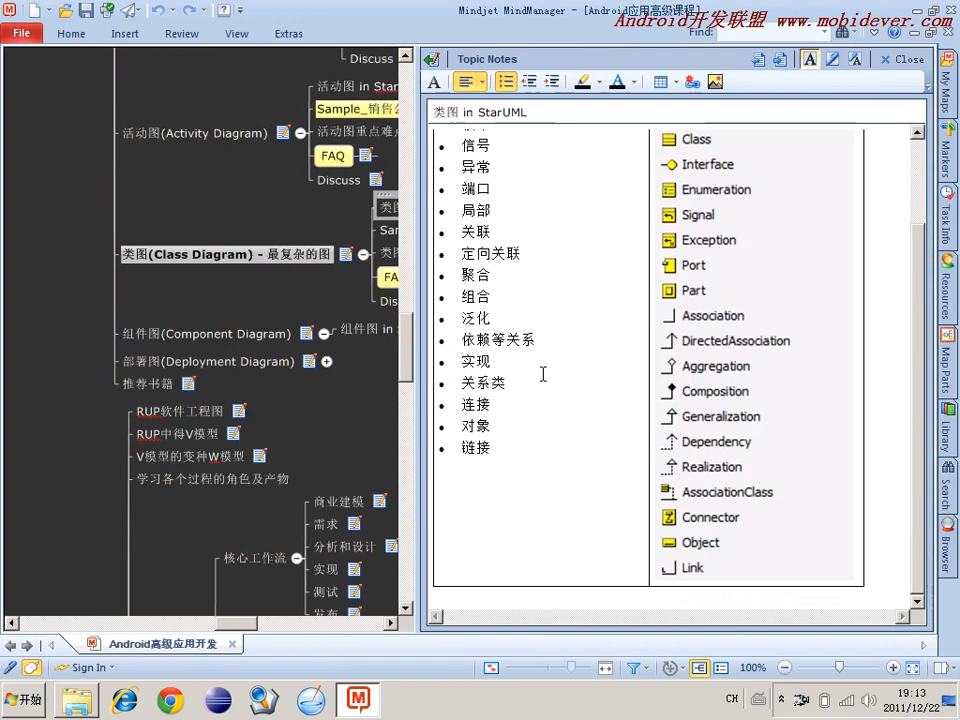 Mindjet MindManager - [Android应用高级课程]
Android开发联盟 www.mobidever.com
File
Home
Insert
Review
View
Extras
Find:
Discuss
活动图 in Star
Sample_销售
活动图(Activity Diagram)
活动图重点难点
FAQ
Discuss
类图
Sam
类图(Class Diagram) - 最复杂的图
类图
FA
Dis
组件图(Component Diagram)
组件图 in
部署图(Deployment Diagram)
推荐书籍
RUP软件工程图
RUP中得V模型
V模型的变种W模型
学习各个过程的角色及产物
商业建模
需求
分析和设计
核心工作流
实现
测试
发布
Topic Notes
Close
类图 in StarUML
• 信号
• 异常
• 端口
• 局部
• 关联
• 定向关联
• 聚合
• 组合
• 泛化
• 依赖等关系
• 实现
• 关系类
• 连接
• 对象
• 链接
Class
Interface
Enumeration
Signal
Exception
Port
Part
Association
DirectedAssociation
Aggregation
Composition
Generalization
Dependency
Realization
AssociationClass
Connector
Object
Link
My Maps
Markers
Task Info
Resources
Map Parts
Library
Search
Browser
Android高级应用开发
Sign In
100%
开始
CH
19:13
2011/12/22